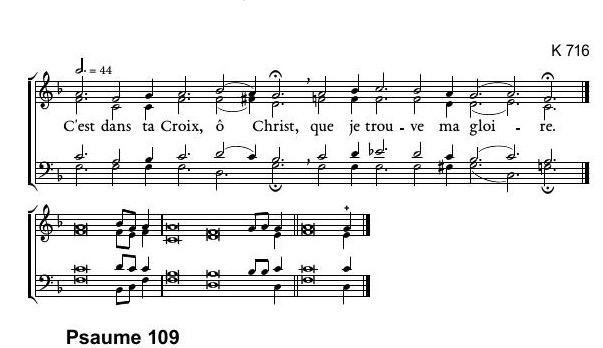 K 716
= 44
C'est dans ta Croix, ô Christ, que je trou - ve ma gloi - re.
Psaume 109